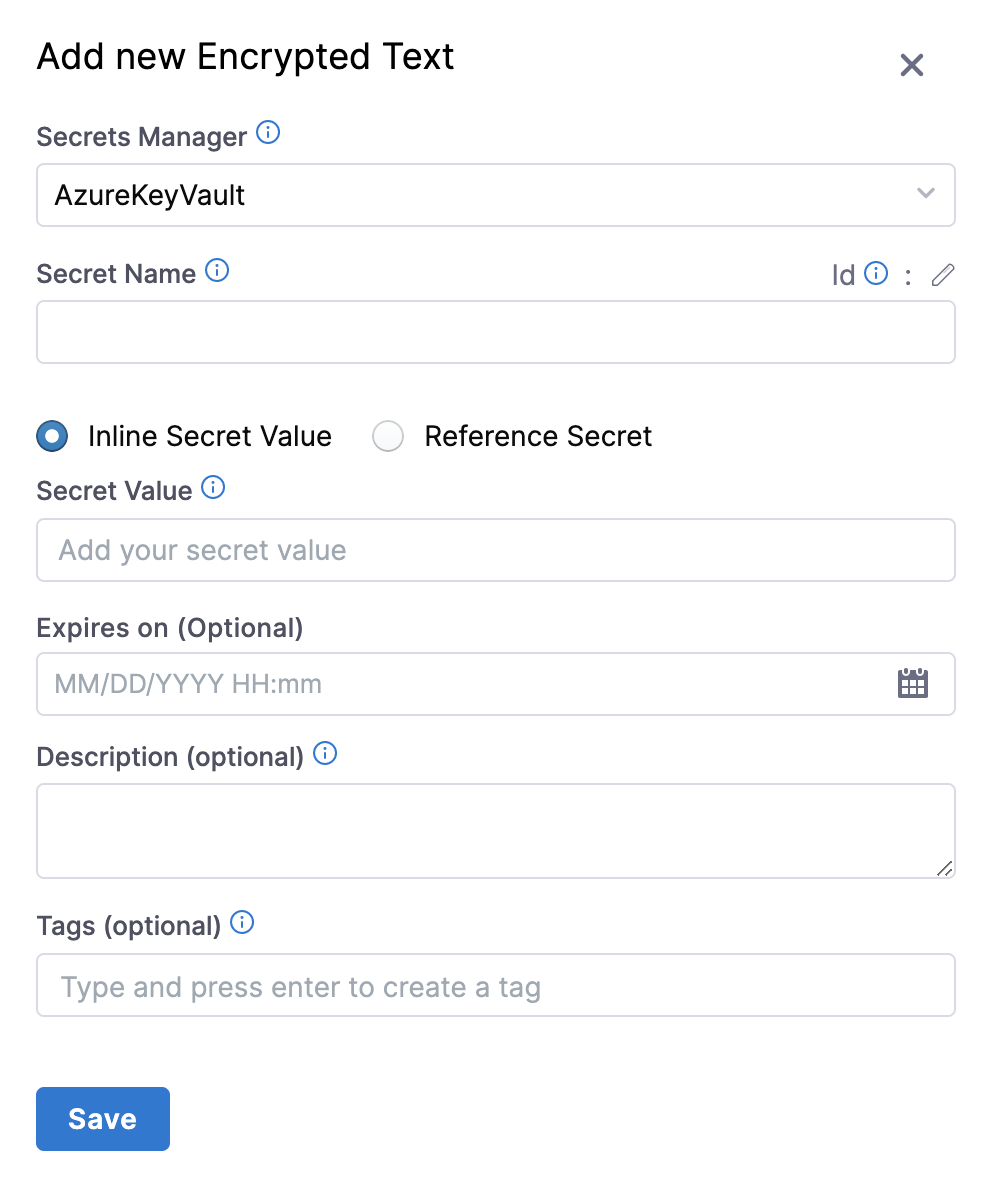 Add new Encrypted Text
Secrets Manager
AzureKeyVault
Secret Name Id :
Inline Secret Value Reference Secret
Secret Value
Add your secret value
Expires on (Optional)
MM/DD/YYYY HH:mm
Description (optional)
Tags (optional)
Type and press enter to create a tag
Save